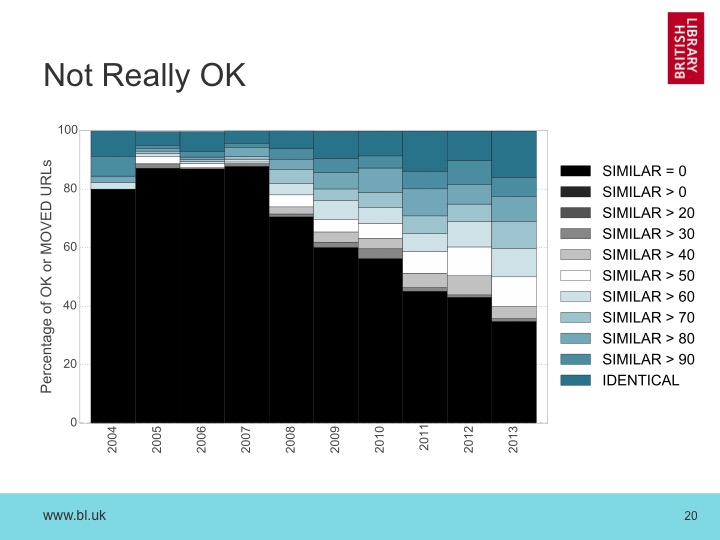 LIBRARY
BRITISH
Not Really OK
Percentage of OK or MOVED URLs
100
80
60
40
20
0
2004
2005
2006
2007
2008
2009
2010
2011
2012
2013
SIMILAR = 0
SIMILAR > 0
SIMILAR > 20
SIMILAR > 30
SIMILAR > 40
SIMILAR > 50
SIMILAR > 60
SIMILAR > 70
SIMILAR > 80
SIMILAR > 90
IDENTICAL
www.bl.uk
20